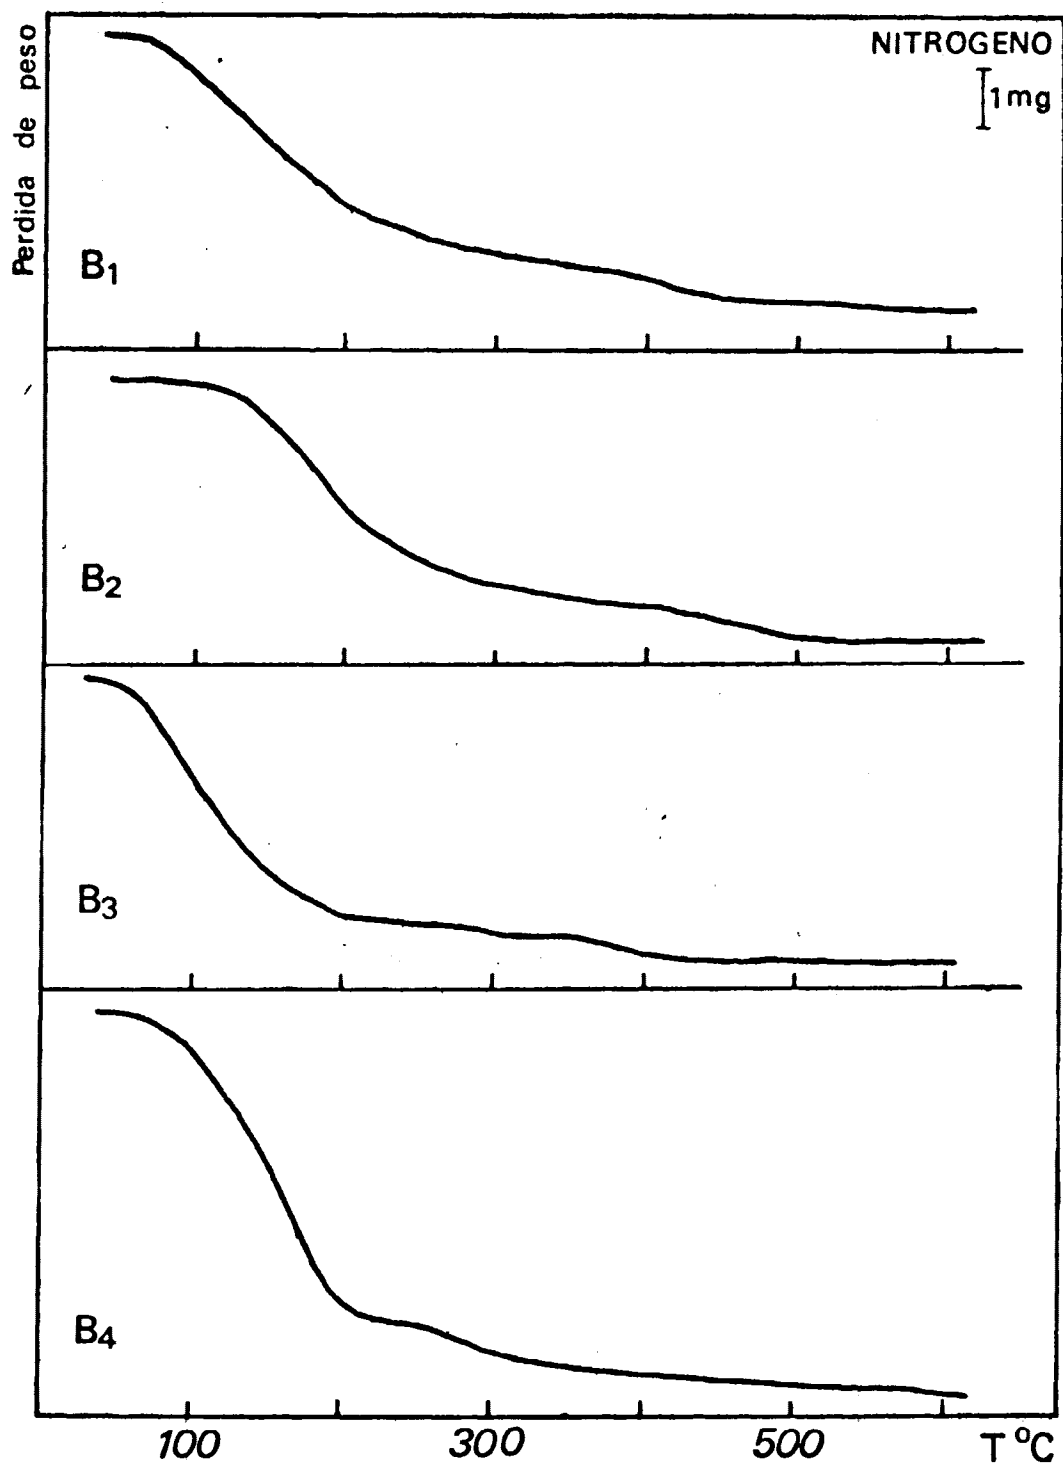 Perdida de peso
NITROGENO
1mg
B1
B2
B3
B4
100 300 500 T °C